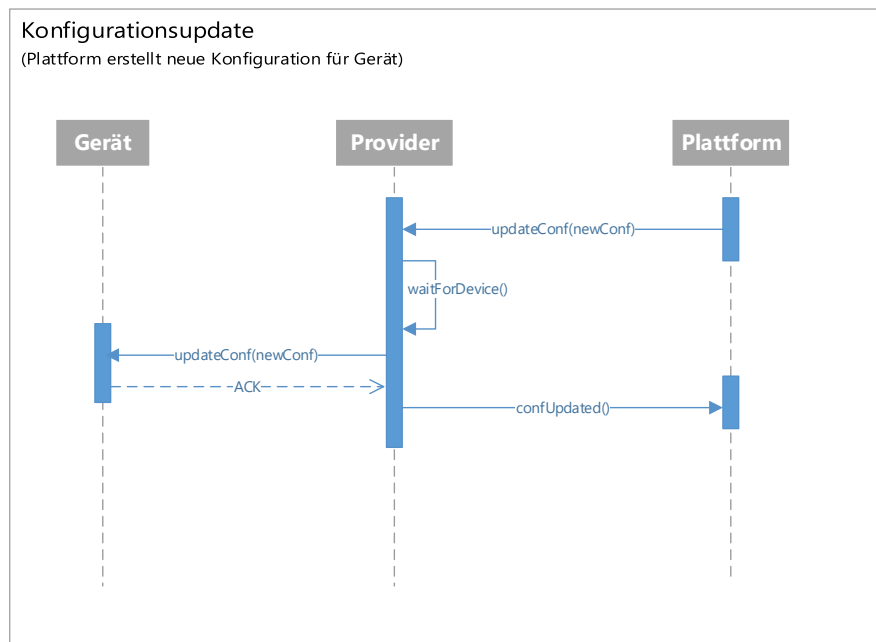 Konfigurationsupdate
(Plattform erstellt neue Konfiguration für Gerät)
Gerät
Provider
Plattform
updateConf(newConf)
waitForDevice()
updateConf(newConf)
ACK
confUpdated()